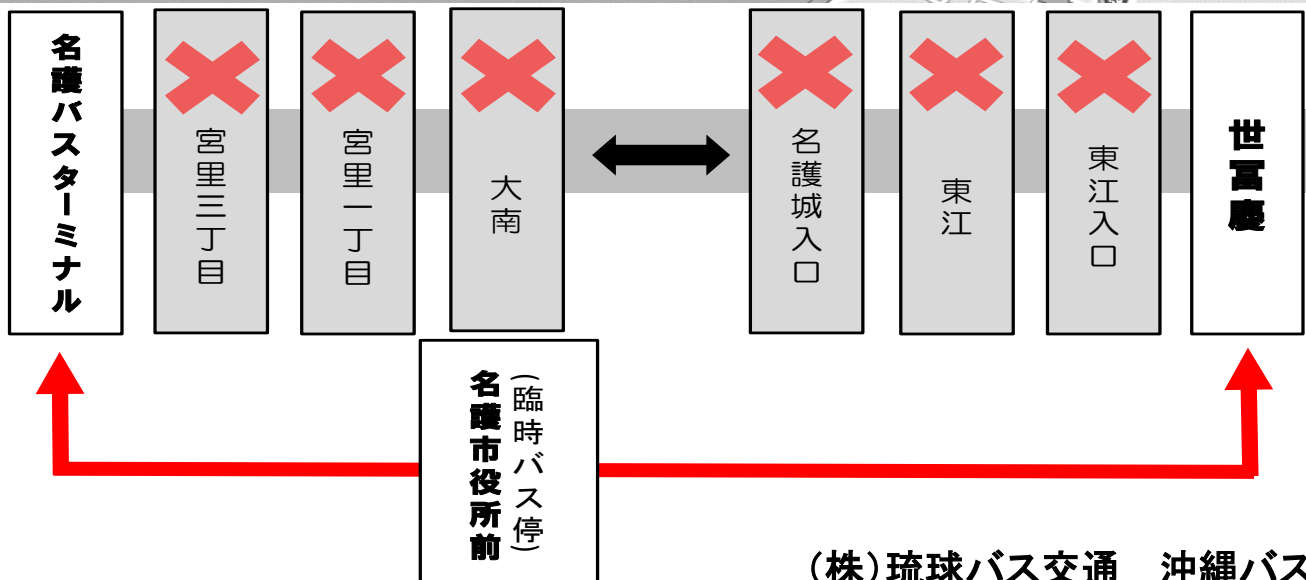 名護バスターミナル
宮里三丁目
宮里一丁目
大南
名護城入口
東江
東江入口
世冨慶
(臨時バス停)
名護市役所前
(株)琉球バス交通 沖縄バス